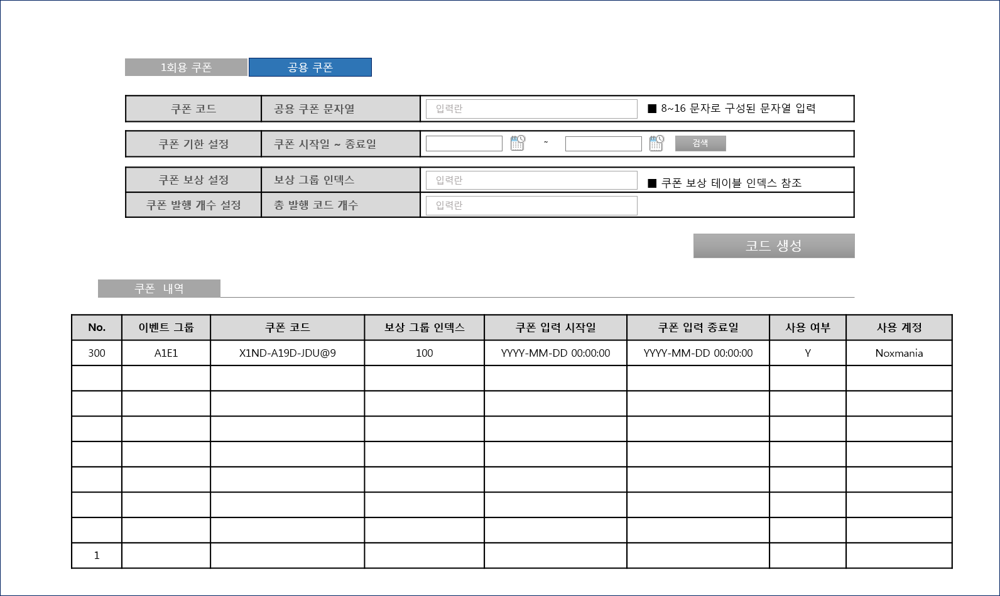 1회용 쿠폰 공용 쿠폰
쿠폰 코드 공용 쿠폰 문자열 입력란 ■ 8~16 문자로 구성된 문자열 입력
쿠폰 기한 설정 쿠폰 시작일 ~ 종료일 ~ 검색
쿠폰 보상 설정 보상 그룹 인덱스 입력란 ■ 쿠폰 보상 테이블 인덱스 참조
쿠폰 발행 개수 설정 총 발행 코드 개수 입력란
코드 생성
쿠폰 내역
No. 이벤트 그룹 쿠폰 코드 보상 그룹 인덱스 쿠폰 입력 시작일 쿠폰 입력 종료일 사용 여부 사용 계정
300 A1E1 X1ND-A19D-JDU@9 100 YYYY-MM-DD 00:00:00 YYYY-MM-DD 00:00:00 Y Noxmania
1